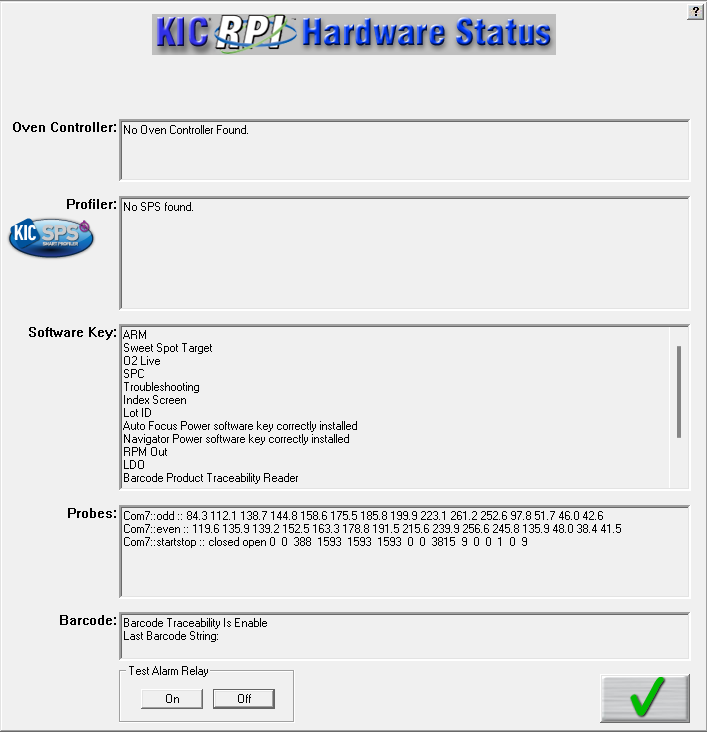 ?
KIC RPI Hardware Status
Oven Controller:
No Oven Controller Found.
Profiler:
No SPS found.
KIC SPS
SMART PROFILER
Software Key:
ARM
Sweet Spot Target
O2 Live
SPC
Troubleshooting
Index Screen
Lot ID
Auto Focus Power software key correctly installed
Navigator Power software key correctly installed
RPM Out
LDO
Barcode Product Traceability Reader
Probes:
Com7::odd :: 84.3 112.1 138.7 144.8 158.6 175.5 185.8 199.9 223.1 261.2 252.6 97.8 51.7 46.0 42.6
Com7::even :: 119.6 135.9 139.2 152.5 163.3 178.8 191.5 215.6 239.9 256.6 245.8 135.9 48.0 38.4 41.5
Com7::startstop :: closed open 0 0 388 1593 1593 1593 0 0 3815 9 0 0 1 0 9
Barcode:
Barcode Traceability Is Enable
Last Barcode String:
Test Alarm Relay
On Off